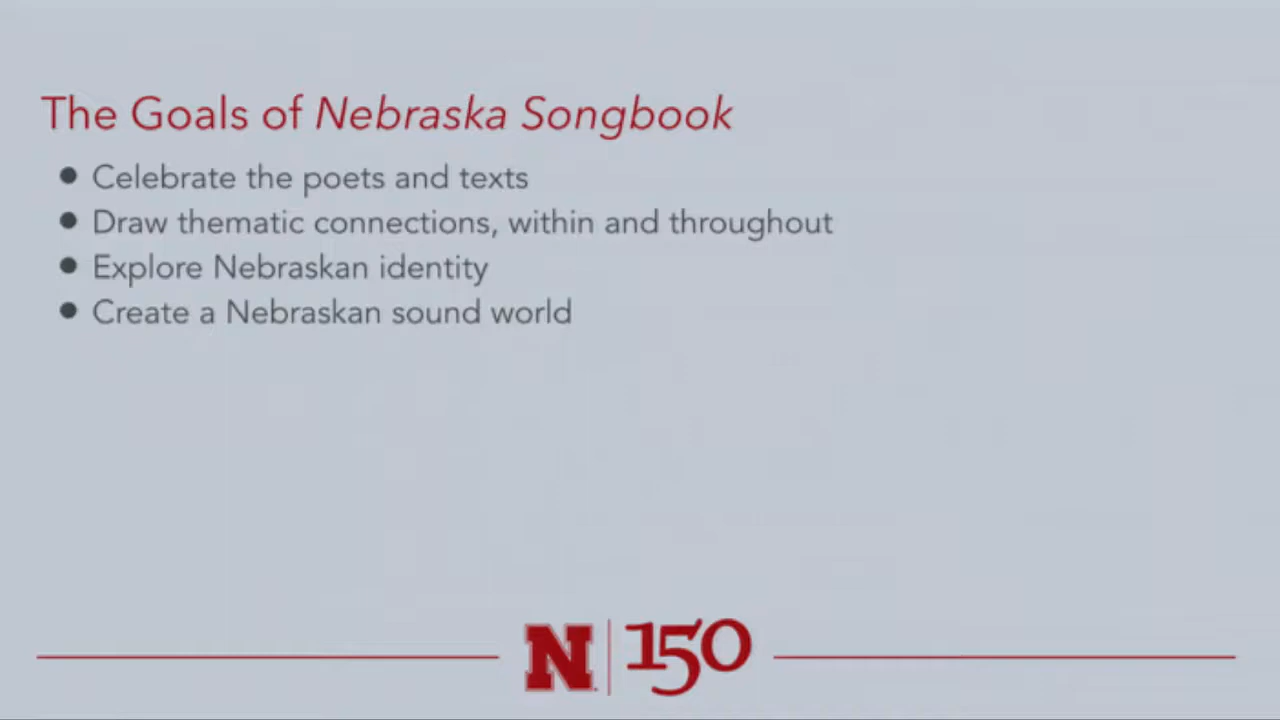 The Goals of Nebraska Songbook
● Celebrate the poets and texts
● Draw thematic connections, within and throughout
● Explore Nebraskan identity
● Create a Nebraskan sound world
N 150